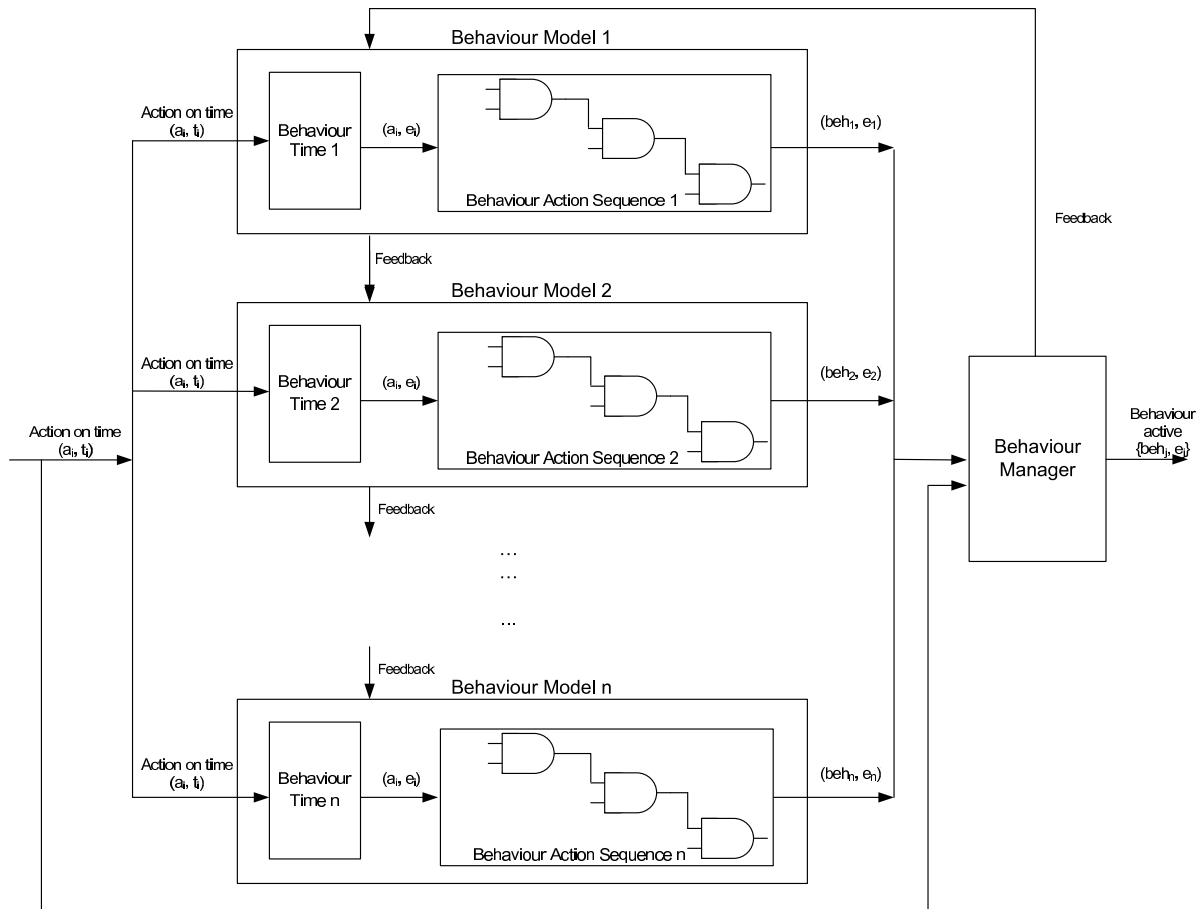 Behaviour Model 1
Action on time
(aᵢ, tᵢ)
Behaviour
Time 1
(aᵢ, eᵢ)
Behaviour Action Sequence 1
(beh₁, e₁)
Feedback
Feedback
Behaviour Model 2
Action on time
(aᵢ, tᵢ)
Behaviour
Time 2
(aᵢ, eᵢ)
Behaviour Action Sequence 2
(beh₂, e₂)
Action on time
(aᵢ, tᵢ)
Behaviour
Manager
Behaviour
active
{behⱼ, eⱼ}
Feedback
...
...
...
Feedback
Behaviour Model n
Action on time
(aᵢ, tᵢ)
Behaviour
Time n
(aᵢ, eᵢ)
Behaviour Action Sequence n
(behₙ, eₙ)